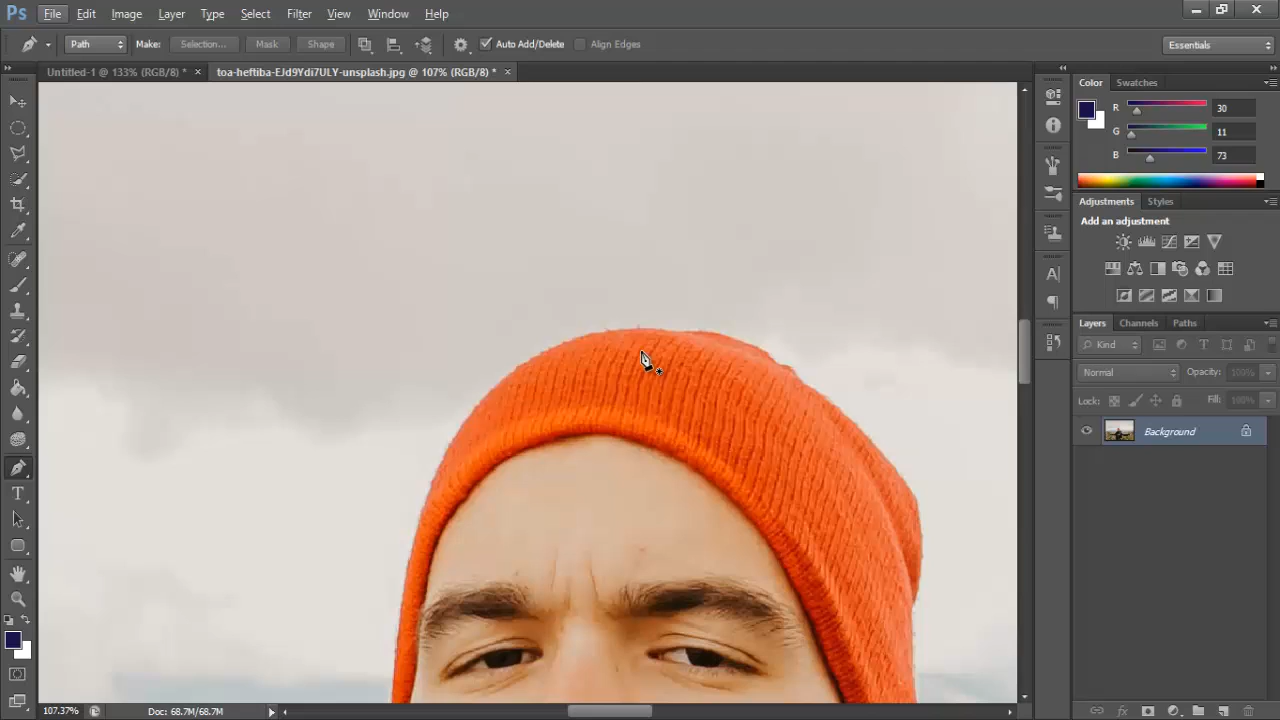 Ps File Edit Image Layer Type Select Filter View Window Help
Path Make: Selection... Mask Shape Auto Add/Delete Align Edges Essentials
Untitled-1 @ 133% (RGB/8) * × toa-heftiba-EJd9Ydi7ULY-unsplash.jpg @ 107% (RGB/8) * ×
Color Swatches
R 30
G 11
B 73
Adjustments Styles
Add an adjustment
Layers Channels Paths
Kind
Normal Opacity: 100%
Lock: Fill: 100%
Background
107.37% Doc: 68.7M/68.7M